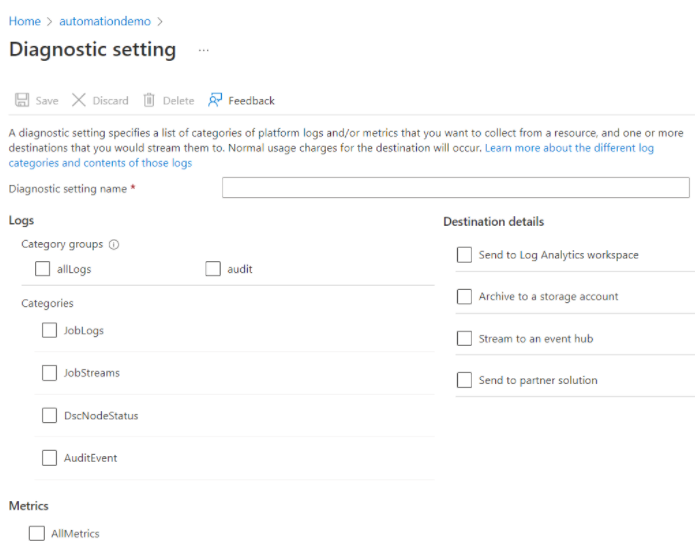 Home > automationdemo >
Diagnostic setting ...
Save Discard Delete Feedback
A diagnostic setting specifies a list of categories of platform logs and/or metrics that you want to collect from a resource, and one or more
destinations that you would stream them to. Normal usage charges for the destination will occur. Learn more about the different log
categories and contents of those logs
Diagnostic setting name *
Logs
Category groups
allLogs audit
Categories
JobLogs
JobStreams
DscNodeStatus
AuditEvent
Metrics
AllMetrics
Destination details
Send to Log Analytics workspace
Archive to a storage account
Stream to an event hub
Send to partner solution